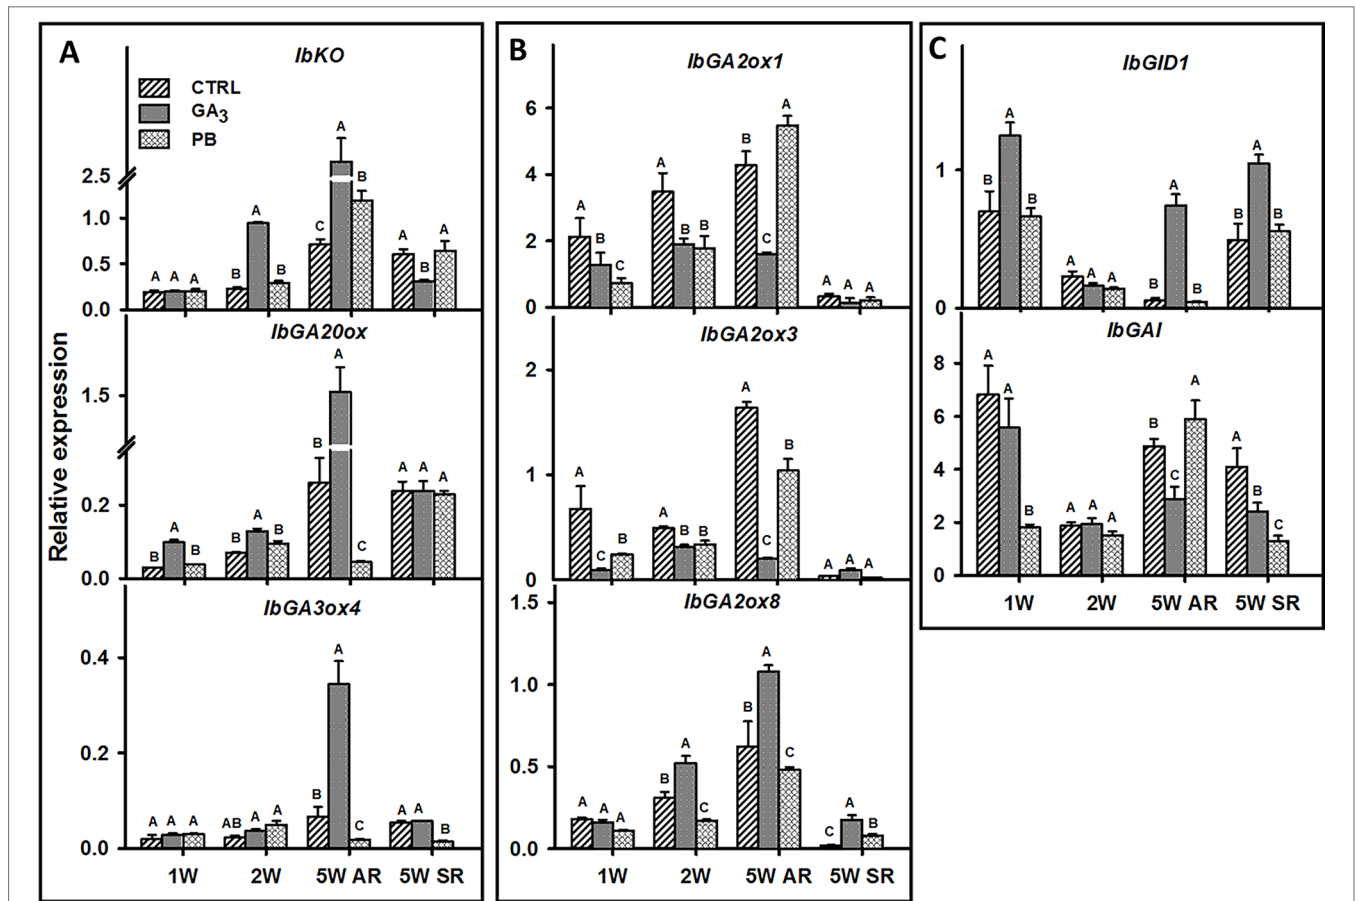 A
IbKO
CTRL
GA3
PB
2.5
1.0
0.5
0.0
A A A
B A B
C A B
A B A
Relative expression
IbGA20ox
1.5
0.2
0.0
B A B
B A B
B A C
A A A
IbGA3ox4
0.4
0.2
0.0
A A A
AB A A
B A C
A A B
1W 2W 5W AR 5W SR
B
IbGA2ox1
6
4
2
0
A B C
A B B
B C A
A A A
IbGA2ox3
2
1
0
A C B
A B B
A C B
A A A
IbGA2ox8
1.5
1.0
0.5
0.0
A A A
B A C
B A C
C A B
1W 2W 5W AR 5W SR
C
IbGID1
1
0
B A B
A A A
B A B
B A B
IbGAI
8
6
4
2
0
A A B
A A A
B C A
A B C
1W 2W 5W AR 5W SR